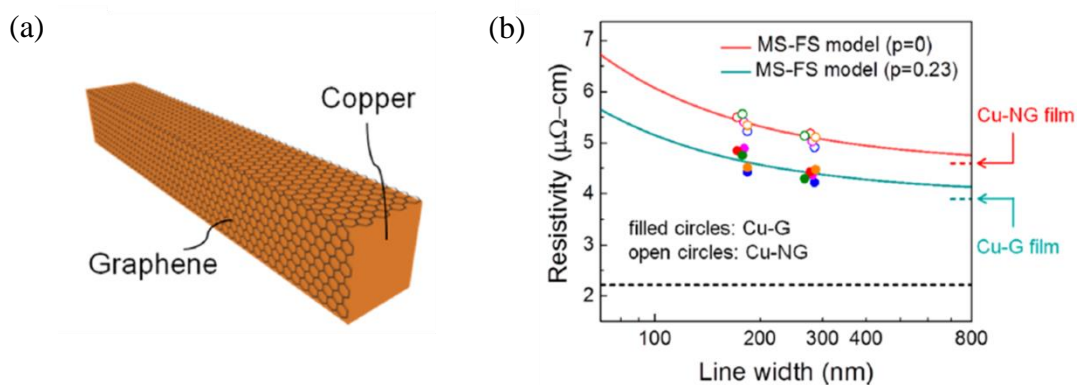 (a)
Copper
Graphene
(b)
MS-FS model (p=0)
MS-FS model (p=0.23)
Resistivity (μΩ−cm)
7
6
5
4
3
2
Cu-NG film
Cu-G film
filled circles: Cu-G
open circles: Cu-NG
100
200
300
400
800
Line width (nm)